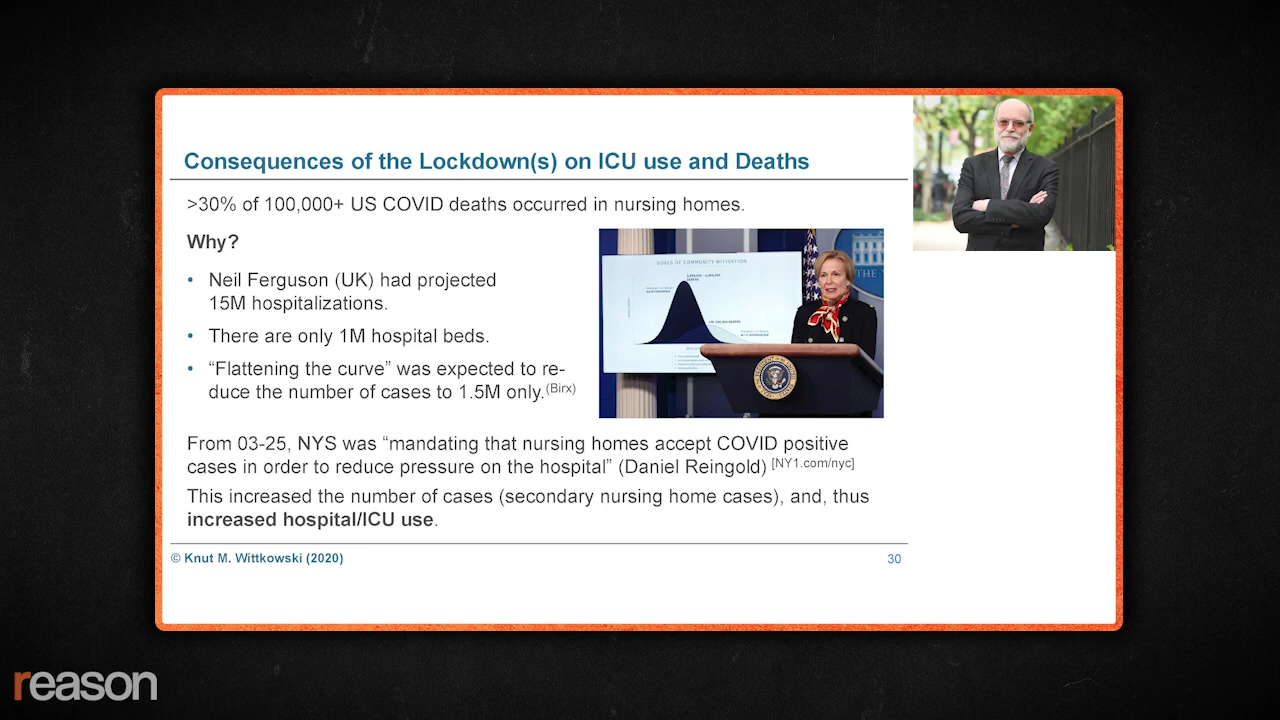 Consequences of the Lockdown(s) on ICU use and Deaths
>30% of 100,000+ US COVID deaths occurred in nursing homes.
Why?
• Neil Ferguson (UK) had projected
15M hospitalizations.
• There are only 1M hospital beds.
• “Flattening the curve” was expected to re-
duce the number of cases to 1.5M only.(Birx)
GOALS OF COMMUNITY MITIGATION
THE W
From 03-25, NYS was “mandating that nursing homes accept COVID positive
cases in order to reduce pressure on the hospital” (Daniel Reingold) [NY1.com/nyc]
This increased the number of cases (secondary nursing home cases), and, thus
increased hospital/ICU use.
© Knut M. Wittkowski (2020)
30
reason